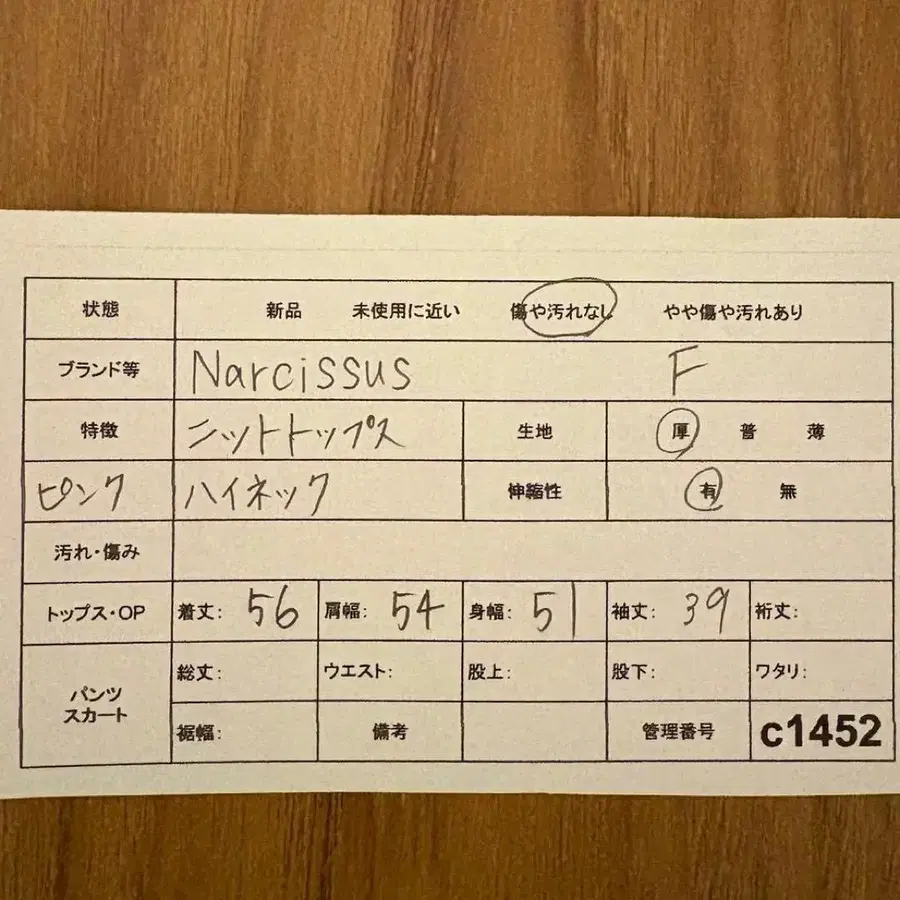 状態 新品 未使用に近い 傷や汚れなし やや傷や汚れあり
ブランド等 Narcissus F
特徴 ニットトップス 生地 厚 普 薄
ピンク ハイネック 伸縮性 有 無
汚れ・傷み
トップス・OP 着丈: 56 肩幅: 54 身幅: 51 袖丈: 39 裄丈:
パンツ スカート 総丈: ウエスト: 股上: 股下: ワタリ:
裾幅: 備考 管理番号 c1452